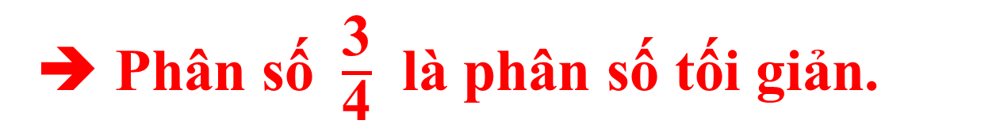 ➔ Phân số 3/4 là phân số tối giản.